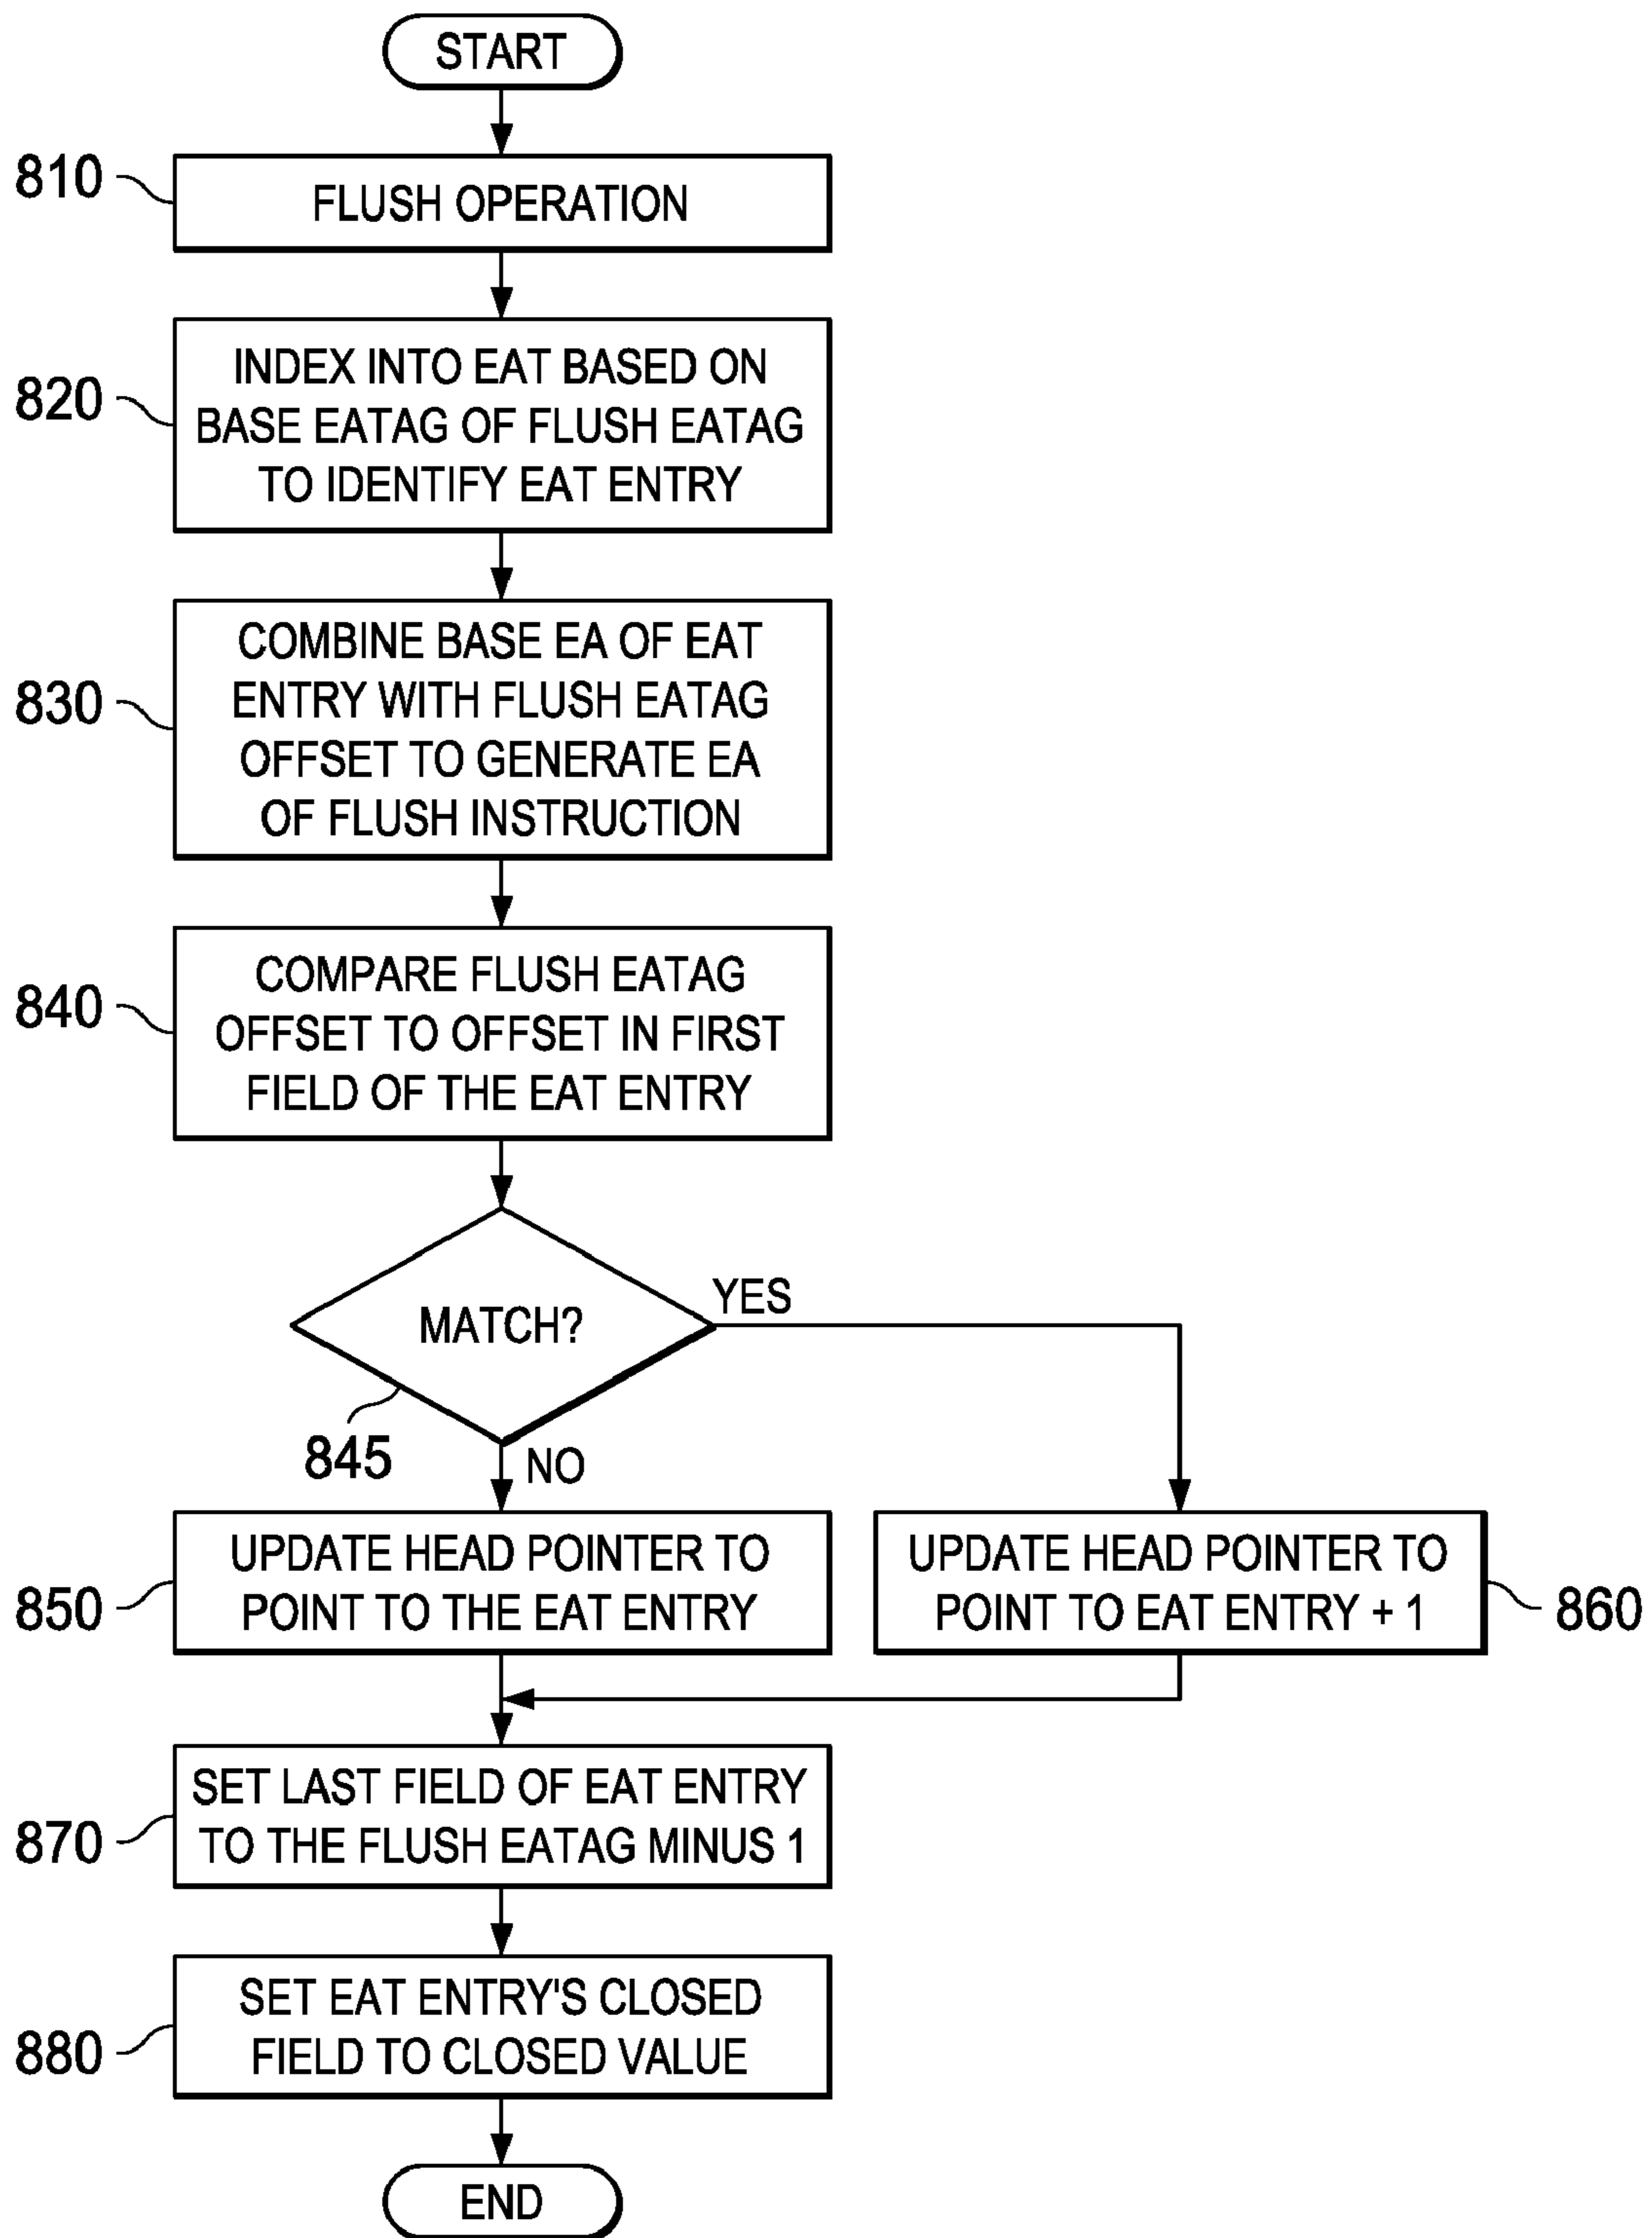 START
810
FLUSH OPERATION
820
INDEX INTO EAT BASED ON
BASE EATAG OF FLUSH EATAG
TO IDENTIFY EAT ENTRY
830
COMBINE BASE EA OF EAT
ENTRY WITH FLUSH EATAG
OFFSET TO GENERATE EA
OF FLUSH INSTRUCTION
840
COMPARE FLUSH EATAG
OFFSET TO OFFSET IN FIRST
FIELD OF THE EAT ENTRY
MATCH?
YES
845
NO
850
UPDATE HEAD POINTER TO
POINT TO THE EAT ENTRY
UPDATE HEAD POINTER TO
POINT TO EAT ENTRY + 1
860
870
SET LAST FIELD OF EAT ENTRY
TO THE FLUSH EATAG MINUS 1
880
SET EAT ENTRY'S CLOSED
FIELD TO CLOSED VALUE
END